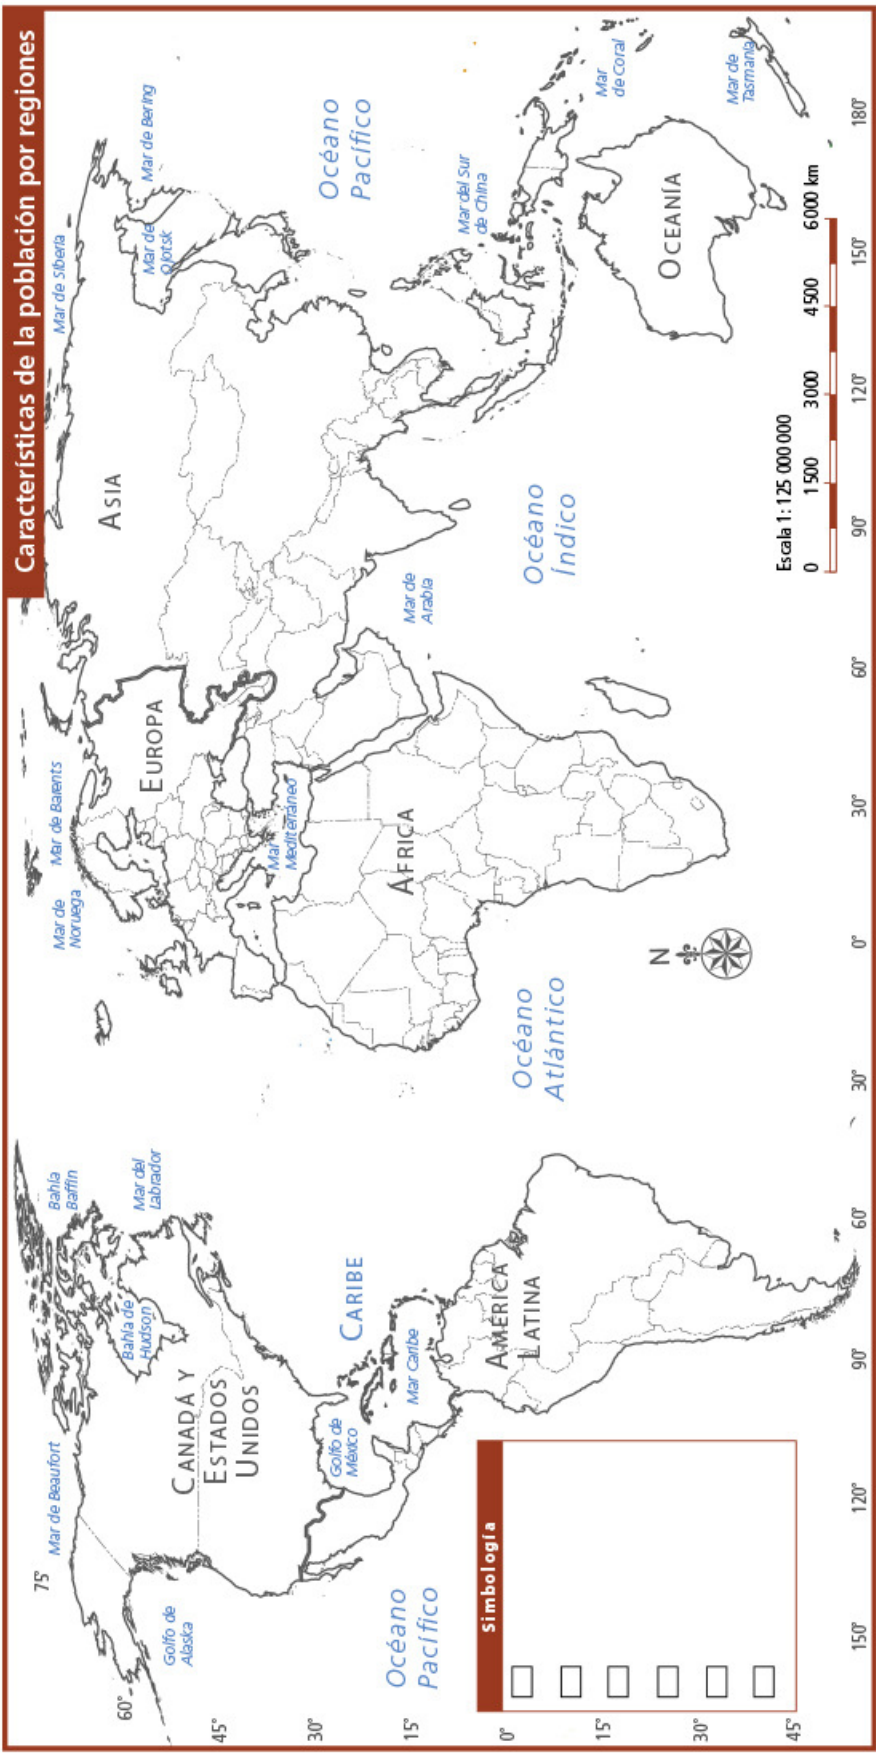 Características de la población por regiones
Mar de Siberia
Mar de Bering
Mar de
Ojotsk
Océano
Pacífico
Mar del Sur
de China
Mar
de Coral
Mar de
Tasmania
OCEANÍA
ASIA
EUROPA
Mar de Barents
Mar de
Noruega
Mar
Mediterráneo
Mar de
Arabia
Océano
Índico
ÁFRICA
Océano
Atlántico
N
Bahía
Baffin
Mar del
Labrador
Bahía de
Hudson
Mar de Beaufort
CANADÁ Y
ESTADOS
UNIDOS
Golfo de
Alaska
Golfo de
México
CARIBE
Mar Caribe
AMÉRICA
LATINA
Océano
Pacífico
Simbología
Escala 1: 125 000 000
0 1 500 3000 4500 6000 km
75°
60°
45°
30°
15°
0°
15°
30°
45°
150° 120° 90° 60° 30° 0° 30° 60° 90° 120° 150° 180°